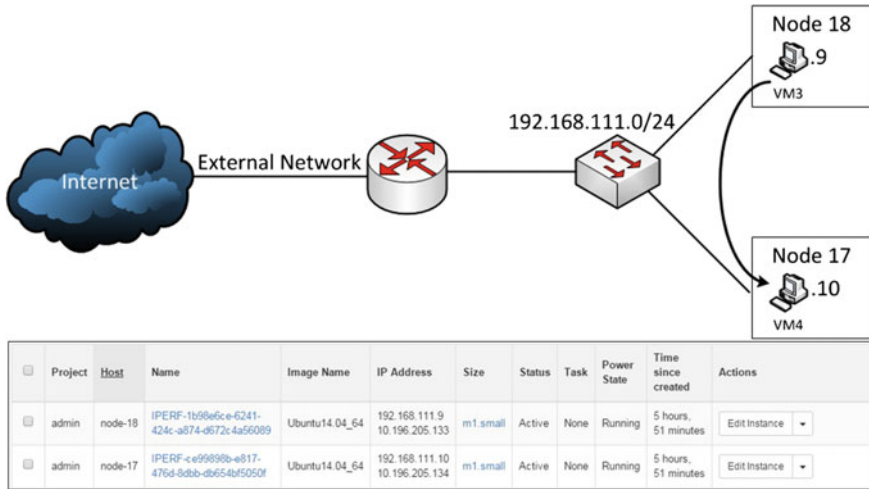 Node 18
.9
VM3
192.168.111.0/24
External Network
Internet
Node 17
.10
VM4
Project Host Name Image Name IP Address Size Status Task Power State Time since created Actions
admin node-18 IPERF-1b98e6ce-6241-424c-a874-d672c4a56089 Ubuntu14.04_64 192.168.111.9 10.196.205.133 m1.small Active None Running 5 hours, 51 minutes Edit Instance
admin node-17 IPERF-ce99898b-e817-476d-8dbb-db654bf5050f Ubuntu14.04_64 192.168.111.10 10.196.205.134 m1.small Active None Running 5 hours, 51 minutes Edit Instance